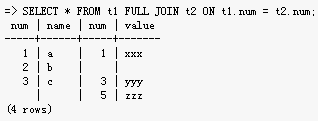 => SELECT * FROM t1 FULL JOIN t2 ON t1.num = t2.num;
 num | name | num | value
-----+------+-----+-------
   1 | a    |   1 | xxx
   2 | b    |     |
   3 | c    |   3 | yyy
     |      |   5 | zzz
(4 rows)